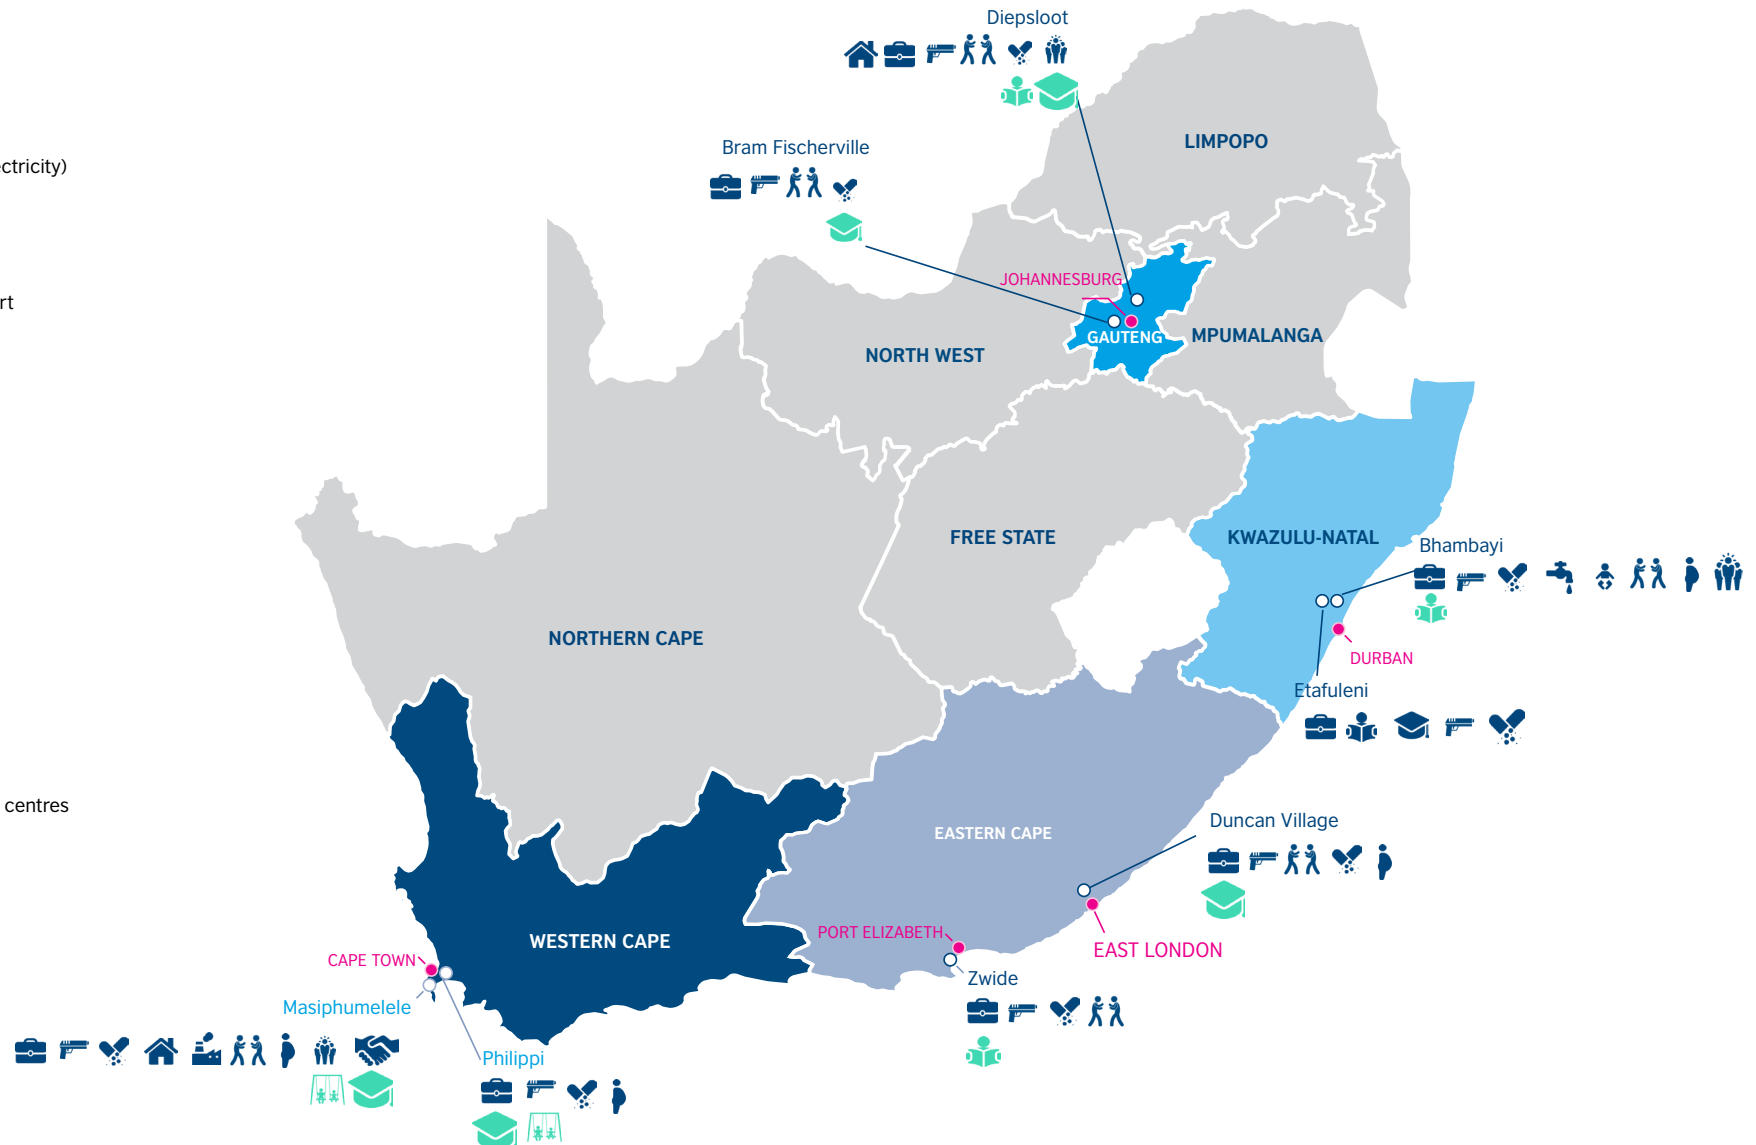 Diepsloot
LIMPOPO
Bram Fischerville
ectricity)
JOHANNESBURG
rt
GAUTENG
MPUMALANGA
NORTH WEST
FREE STATE
KWAZULU-NATAL
Bhambayi
NORTHERN CAPE
DURBAN
Etafuleni
centres
Duncan Village
EASTERN CAPE
PORT ELIZABETH
WESTERN CAPE
EAST LONDON
CAPE TOWN
Zwide
Masiphumelele
Philippi